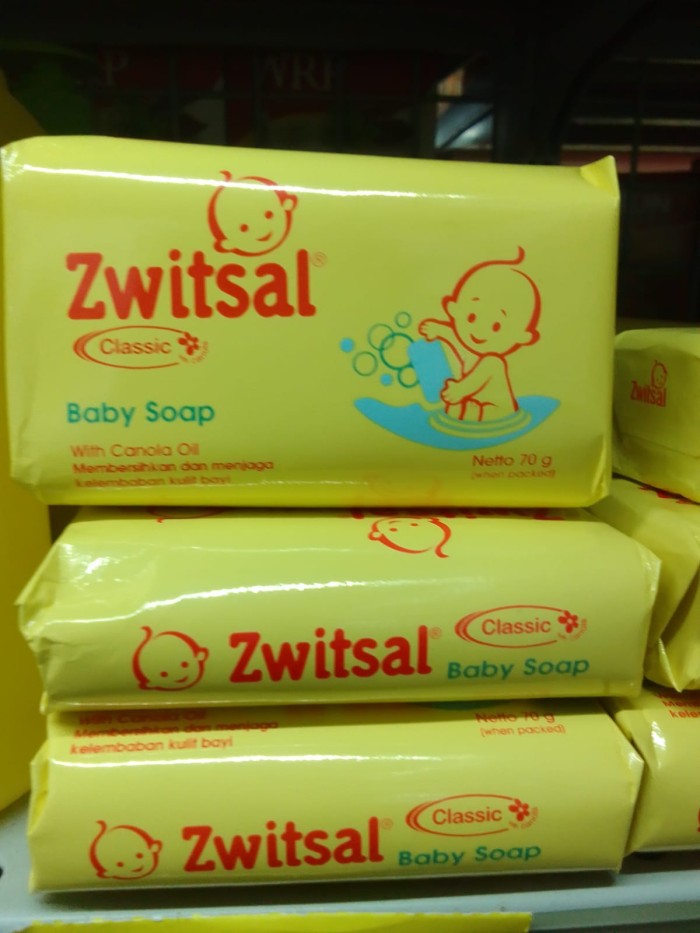 Zwitsal®
Classic
Baby Soap
With Canola Oil
Membersihkan dan menjaga
kelembaban kulit bayi
Netto 70 g
(when packed)
Zwitsal
Zwitsal®
Classic
Baby Soap
With Canola Oil
Membersihkan dan menjaga
kelembaban kulit bayi
Netto 70 g
(when packed)
Zwitsal®
Classic
Baby Soap